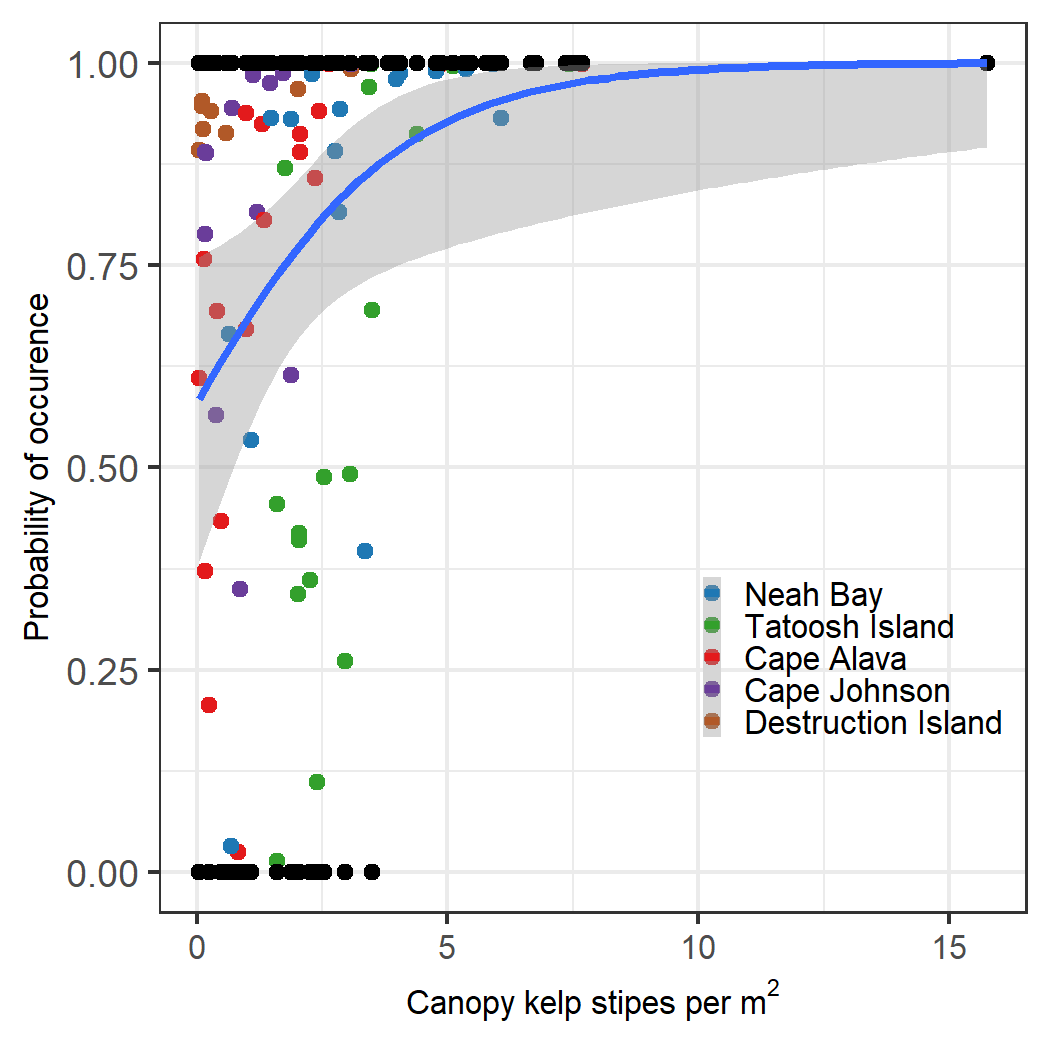 Probability of occurence
1.00
0.75
0.50
0.25
0.00
Neah Bay
Tatoosh Island
Cape Alava
Cape Johnson
Destruction Island
0 5 10 15
Canopy kelp stipes per m²